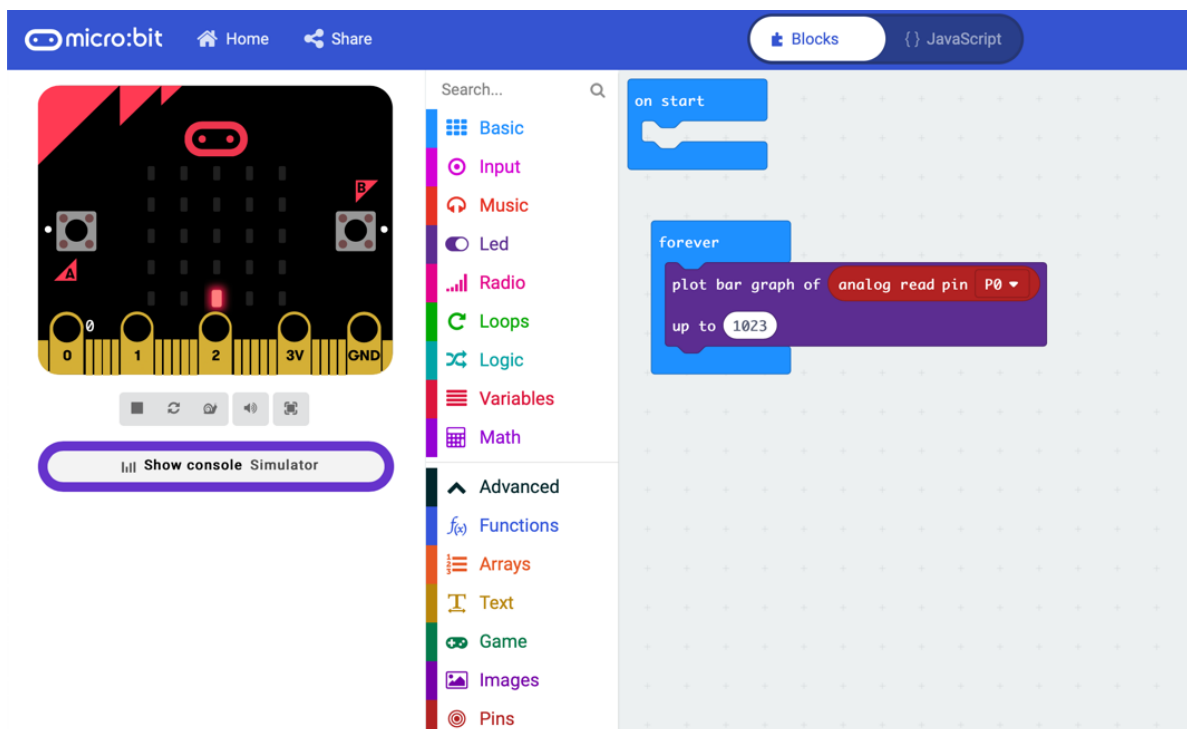 micro:bit Home Share Blocks {} JavaScript
B
A
0
0 1 2 3V GND
Show console Simulator
Search...
Basic
Input
Music
Led
Radio
Loops
Logic
Variables
Math
Advanced
f(x) Functions
Arrays
Text
Game
Images
Pins
on start
forever
plot bar graph of analog read pin P0
up to 1023